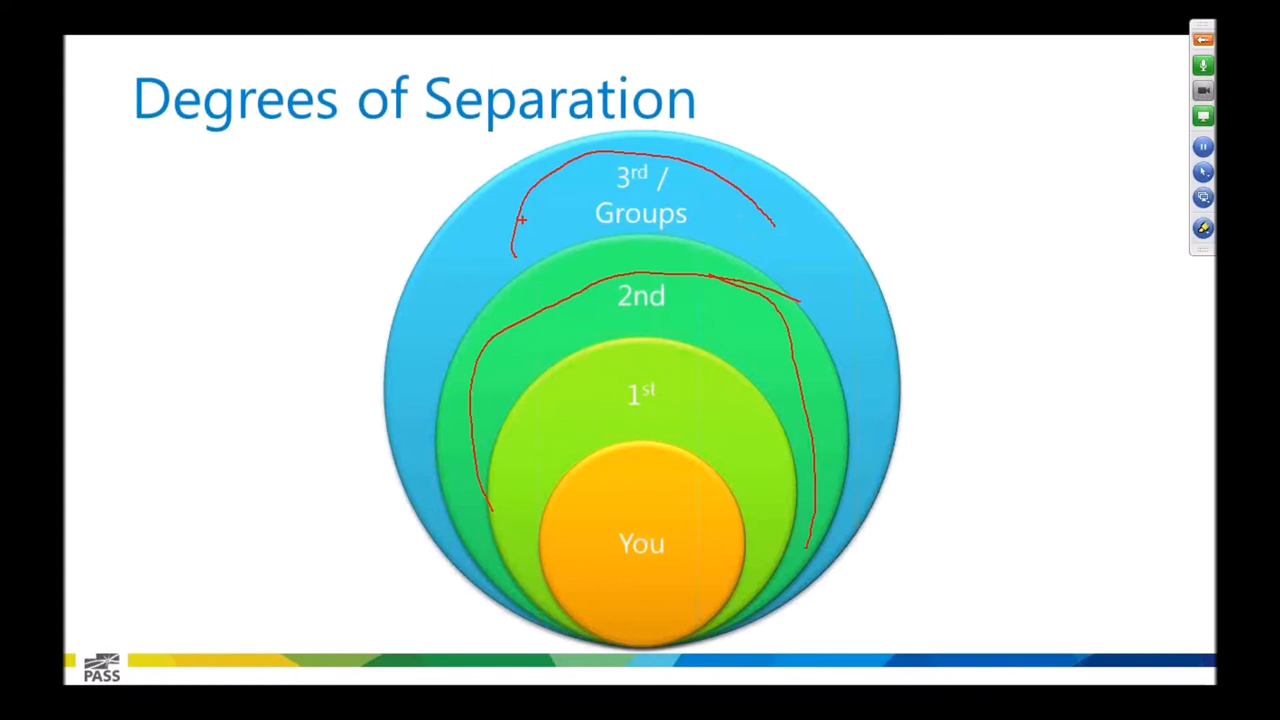 Degrees of Separation
3rd /
Groups
2nd
1st
You
PASS